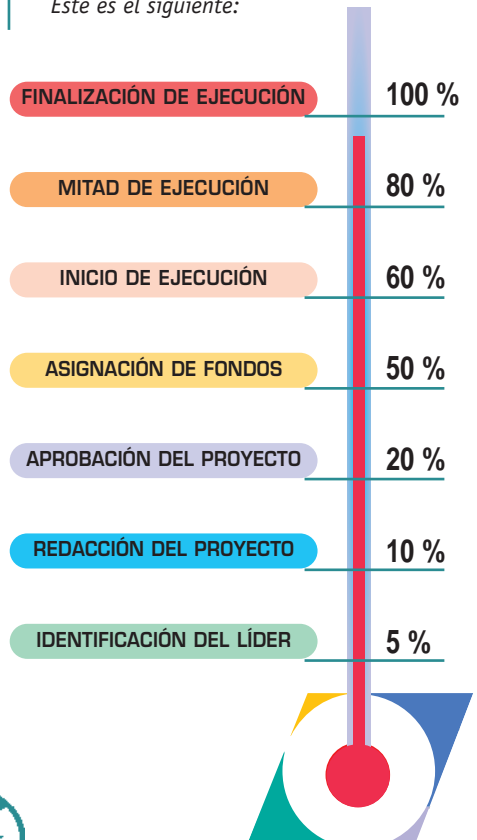 Este es el siguiente:
FINALIZACIÓN DE EJECUCIÓN 100 %
MITAD DE EJECUCIÓN 80 %
INICIO DE EJECUCIÓN 60 %
ASIGNACIÓN DE FONDOS 50 %
APROBACIÓN DEL PROYECTO 20 %
REDACCIÓN DEL PROYECTO 10 %
IDENTIFICACIÓN DEL LÍDER 5 %